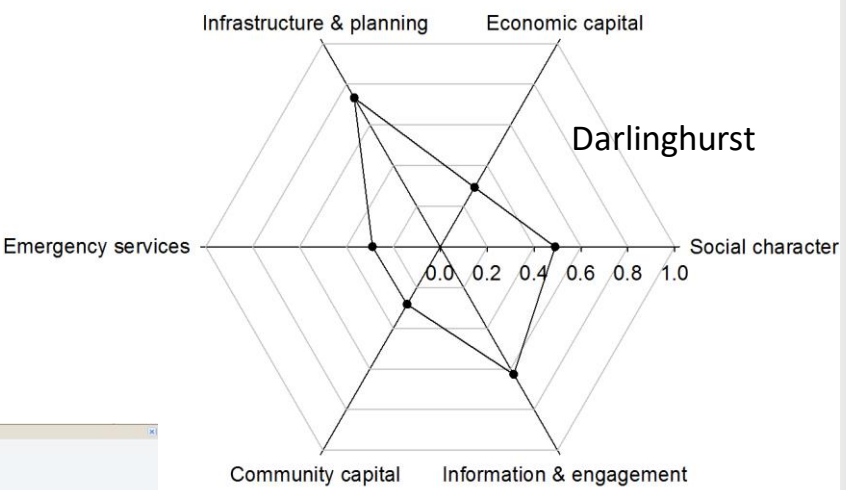 Infrastructure & planning
Economic capital
Darlinghurst
Emergency services
Social character
0.0 0.2 0.4 0.6 0.8 1.0
Community capital
Information & engagement